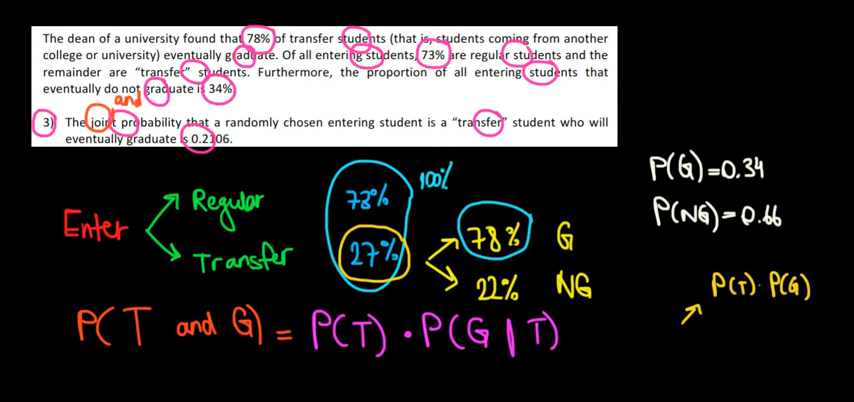 The dean of a university found that 78% of transfer students (that is, students coming from another
college or university) eventually graduate. Of all entering students, 73% are regular students and the
remainder are "transfer" students. Furthermore, the proportion of all entering students that
eventually do not graduate is 34%
and
3) The joint probability that a randomly chosen entering student is a "transfer" student who will
eventually graduate is 0.2106.
P(G)=0.34
P(NG)=0.66
Enter
Regular
Transfer
73%
27%
100%
78% G
22% NG
P(T)·P(G)
P(T and G) = P(T)·P(G|T)